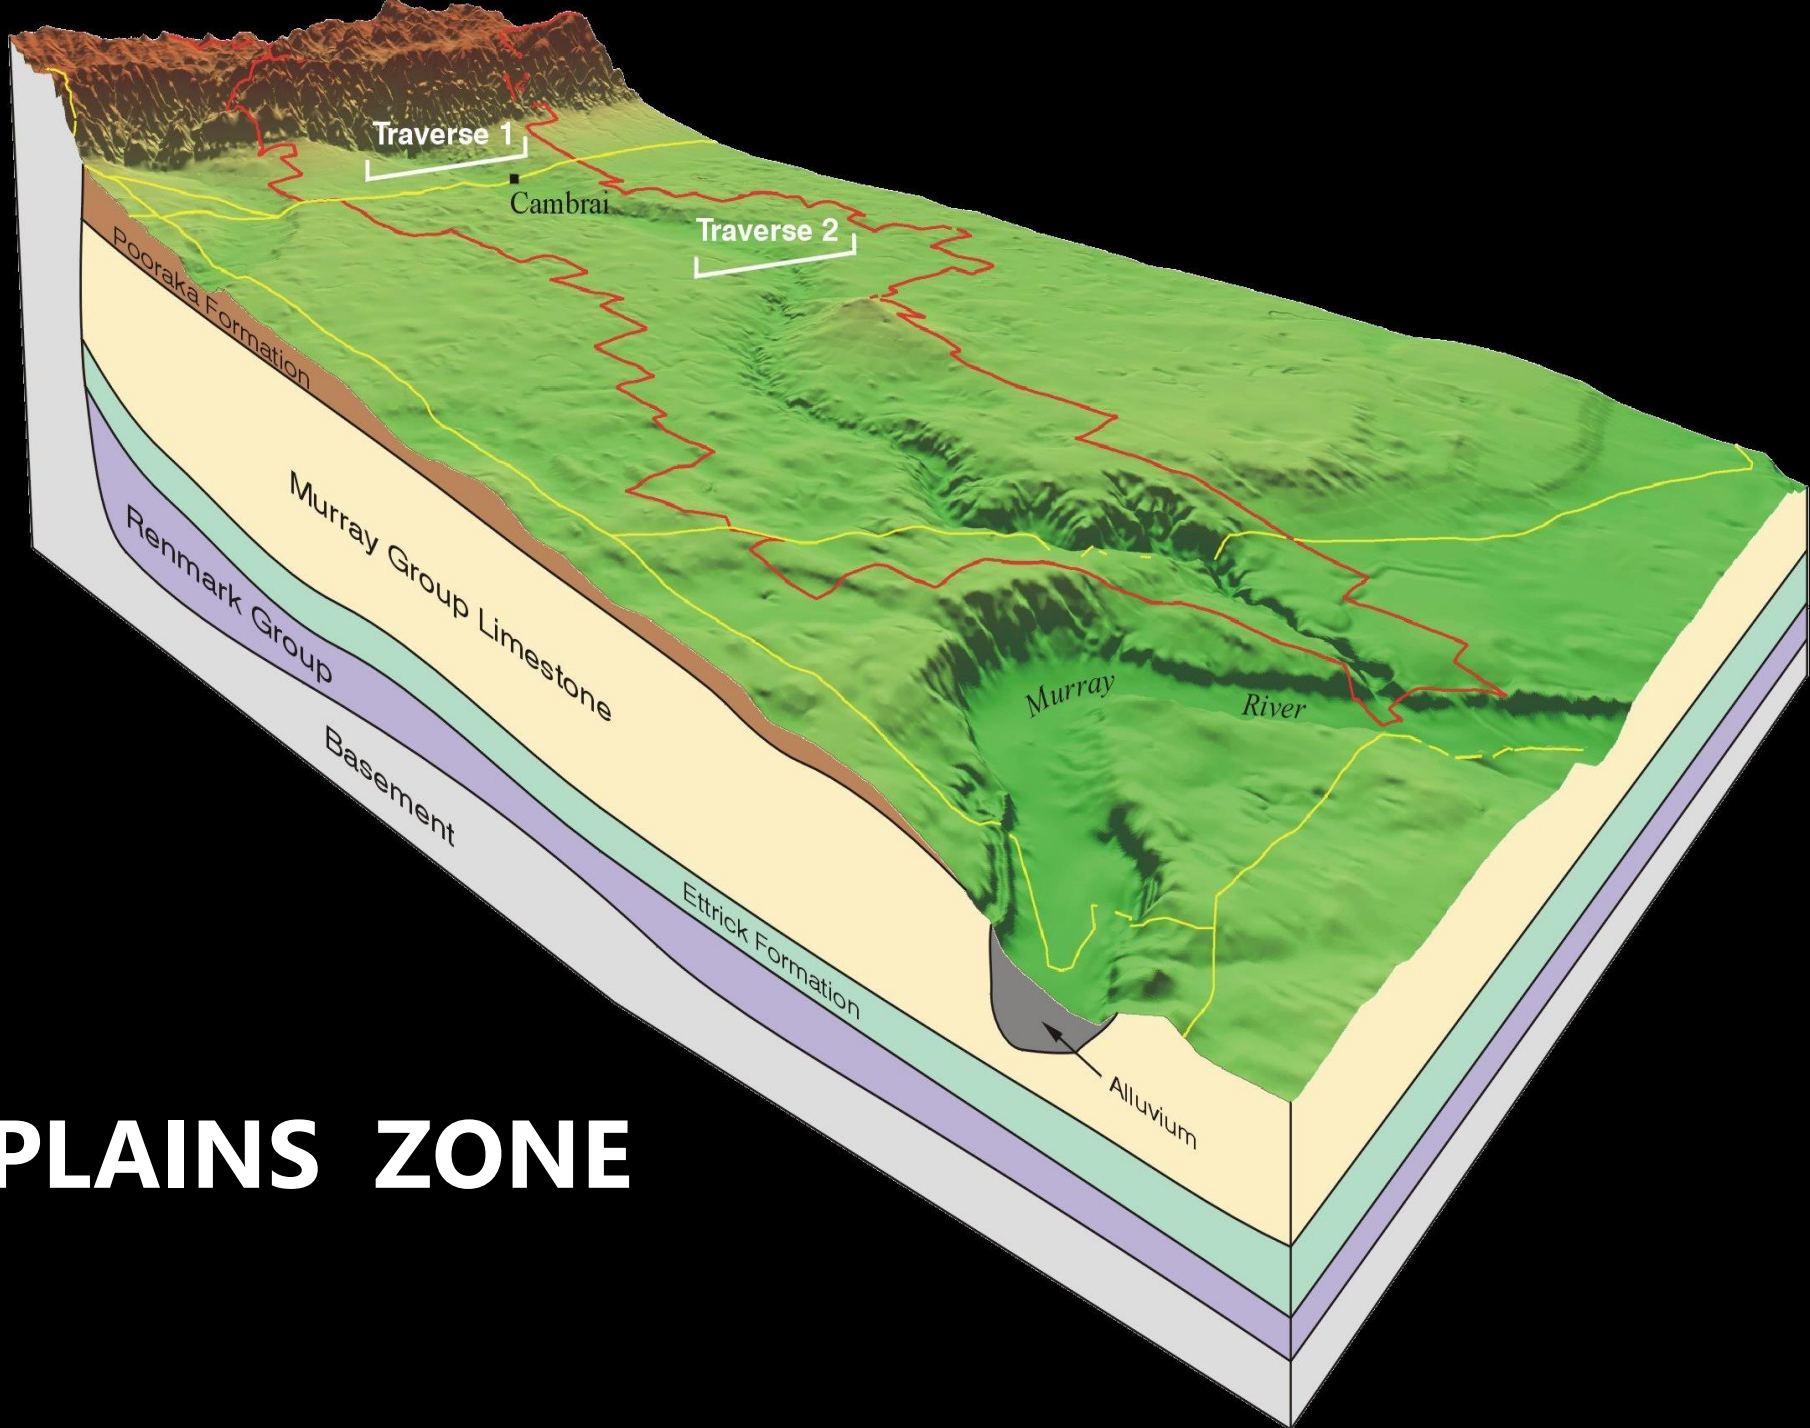 Traverse 1
Cambrai
Traverse 2
Pooraka Formation
Murray Group Limestone
Renmark Group
Basement
Ettrick Formation
Murray River
Alluvium
PLAINS ZONE